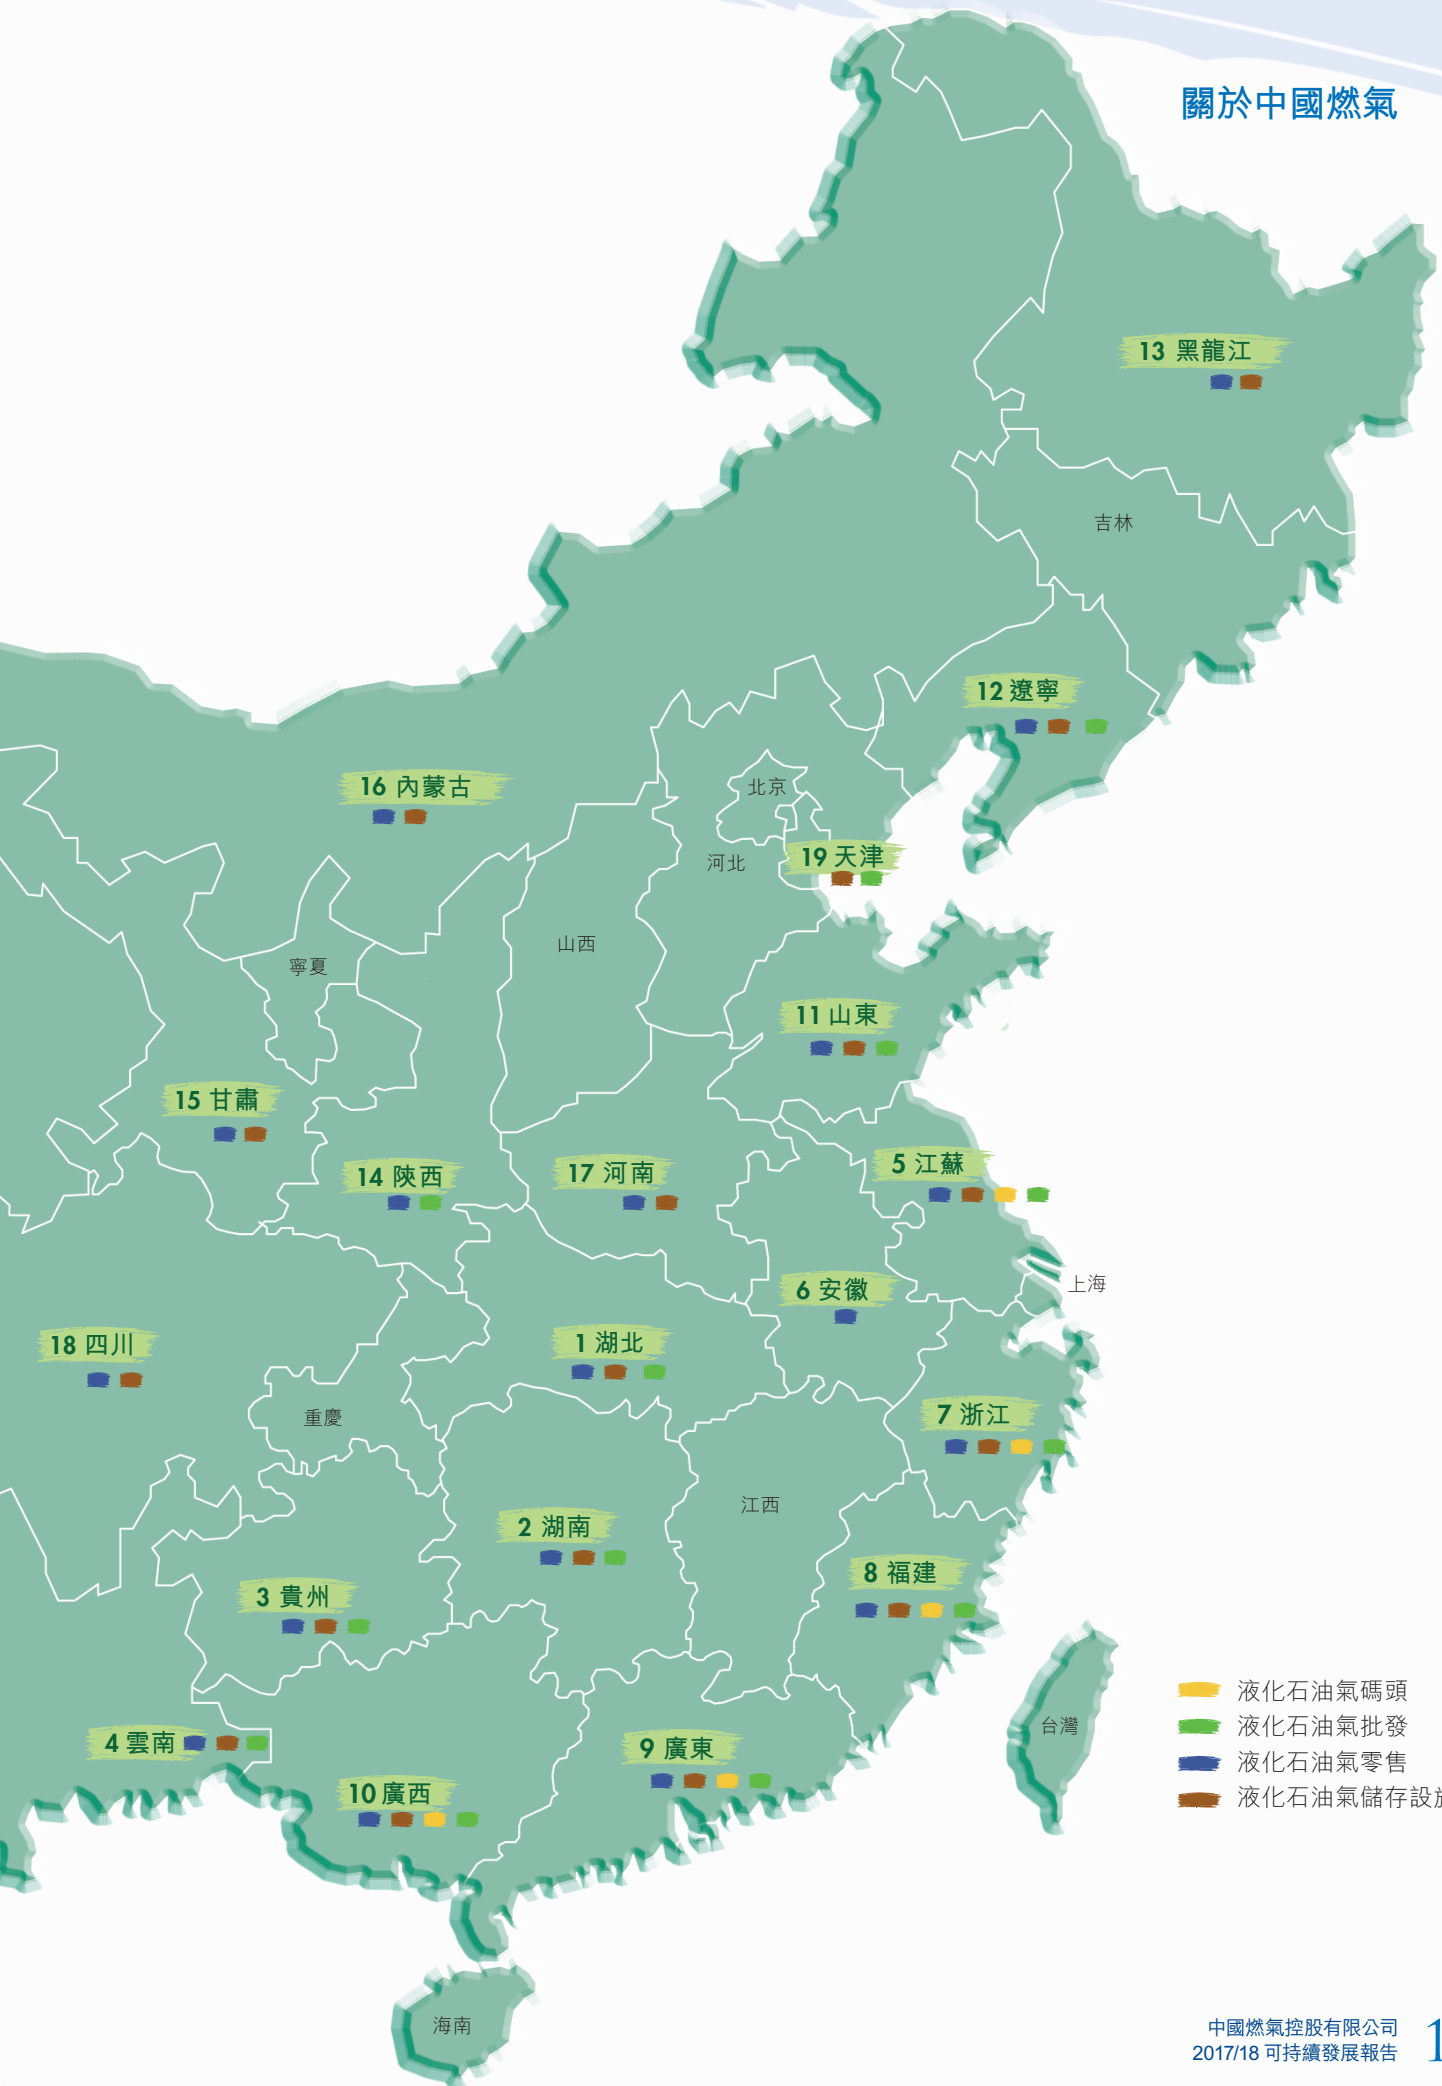 關於中國燃氣
13 黑龍江
吉林
12 遼寧
16 內蒙古
北京
19 天津
河北
山西
寧夏
11 山東
15 甘肅
14 陝西
17 河南
5 江蘇
上海
6 安徽
18 四川
1 湖北
重慶
7 浙江
江西
2 湖南
8 福建
3 貴州
台灣
4 雲南
9 廣東
10 廣西
海南
液化石油氣碼頭
液化石油氣批發
液化石油氣零售
液化石油氣儲存設
中國燃氣控股有限公司
2017/18 可持續發展報告
1